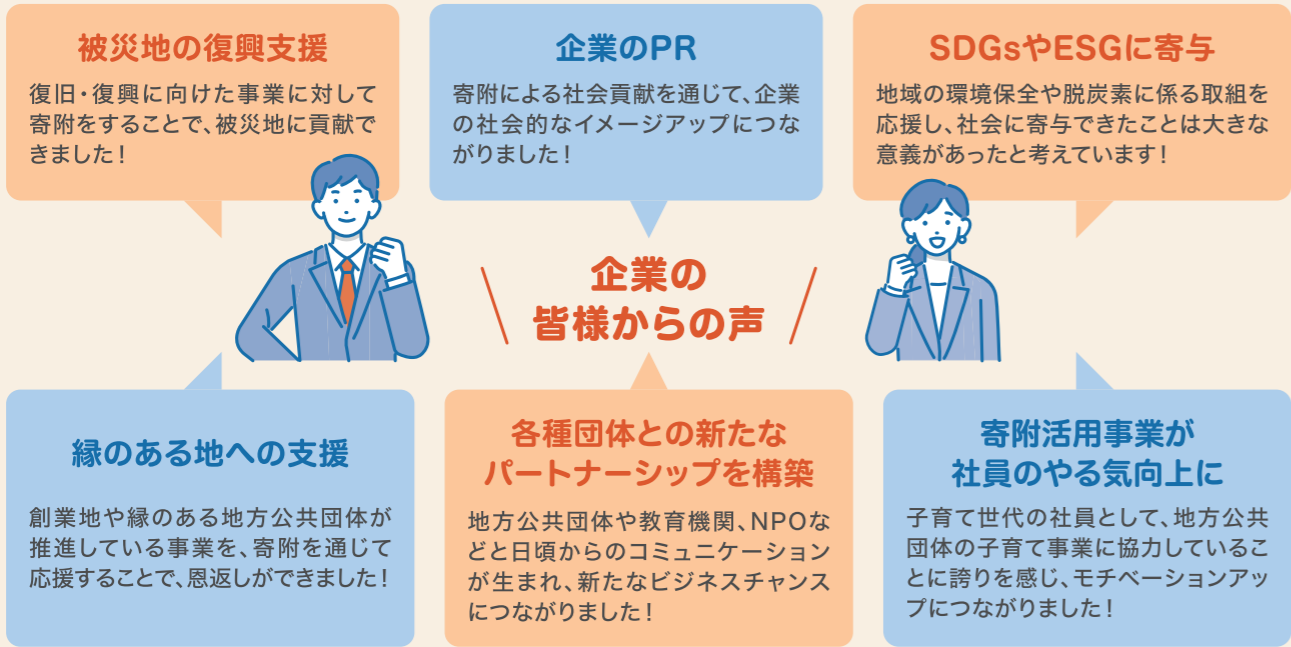 被災地の復興支援
復旧・復興に向けた事業に対して
寄附をすることで、被災地に貢献で
きました！
企業のPR
寄附による社会貢献を通じて、企業
の社会的なイメージアップにつな
がりました！
SDGsやESGに寄与
地域の環境保全や脱炭素に係る取組を
応援し、社会に寄与できたことは大きな
意義があったと考えています！
企業の
皆様からの声
縁のある地への支援
創業地や縁のある地方公共団体が
推進している事業を、寄附を通じて
応援することで、恩返しができました！
各種団体との新たな
パートナーシップを構築
地方公共団体や教育機関、NPOな
どと日頃からのコミュニケーション
が生まれ、新たなビジネスチャンス
につながりました！
寄附活用事業が
社員のやる気向上に
子育て世代の社員として、地方公共
団体の子育て事業に協力しているこ
とに誇りを感じ、モチベーションアッ
プにつながりました！